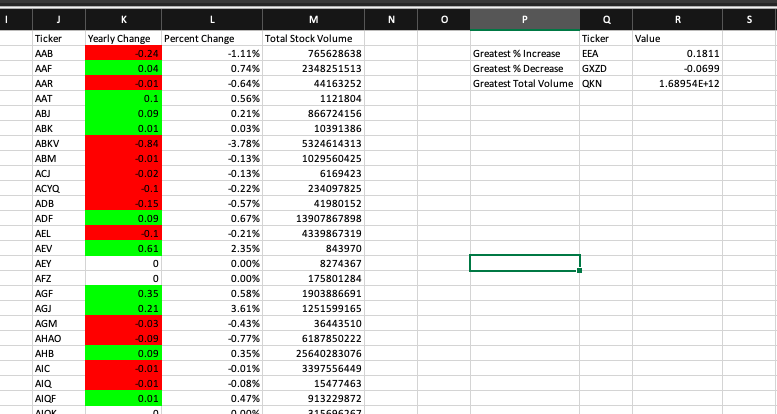 I J K L M N O P Q R S
Ticker Yearly Change Percent Change Total Stock Volume Ticker Value
AAB -0.24 -1.11% 765628638 Greatest % Increase EEA 0.1811
AAF 0.04 0.74% 2348251513 Greatest % Decrease GXZD -0.0699
AAR -0.01 -0.64% 44163252 Greatest Total Volume QKN 1.68954E+12
AAT 0.1 0.56% 1121804
ABJ 0.09 0.21% 866724156
ABK 0.01 0.03% 10391386
ABKV -0.84 -3.78% 5324614313
ABM -0.01 -0.13% 1029560425
ACJ -0.02 -0.13% 6169423
ACYQ -0.1 -0.22% 234097825
ADB -0.15 -0.57% 41980152
ADF 0.09 0.67% 13907867898
AEL -0.1 -0.21% 4339867319
AEV 0.61 2.35% 843970
AEY 0 0.00% 8274367
AFZ 0 0.00% 175801284
AGF 0.35 0.58% 1903886691
AGJ 0.21 3.61% 1251599165
AGM -0.03 -0.43% 36443510
AHAO -0.09 -0.77% 6187850222
AHB 0.09 0.35% 25640283076
AIC -0.01 -0.01% 3397556449
AIQ -0.01 -0.08% 15477463
AIQF 0.01 0.47% 913229872
0 0.00%